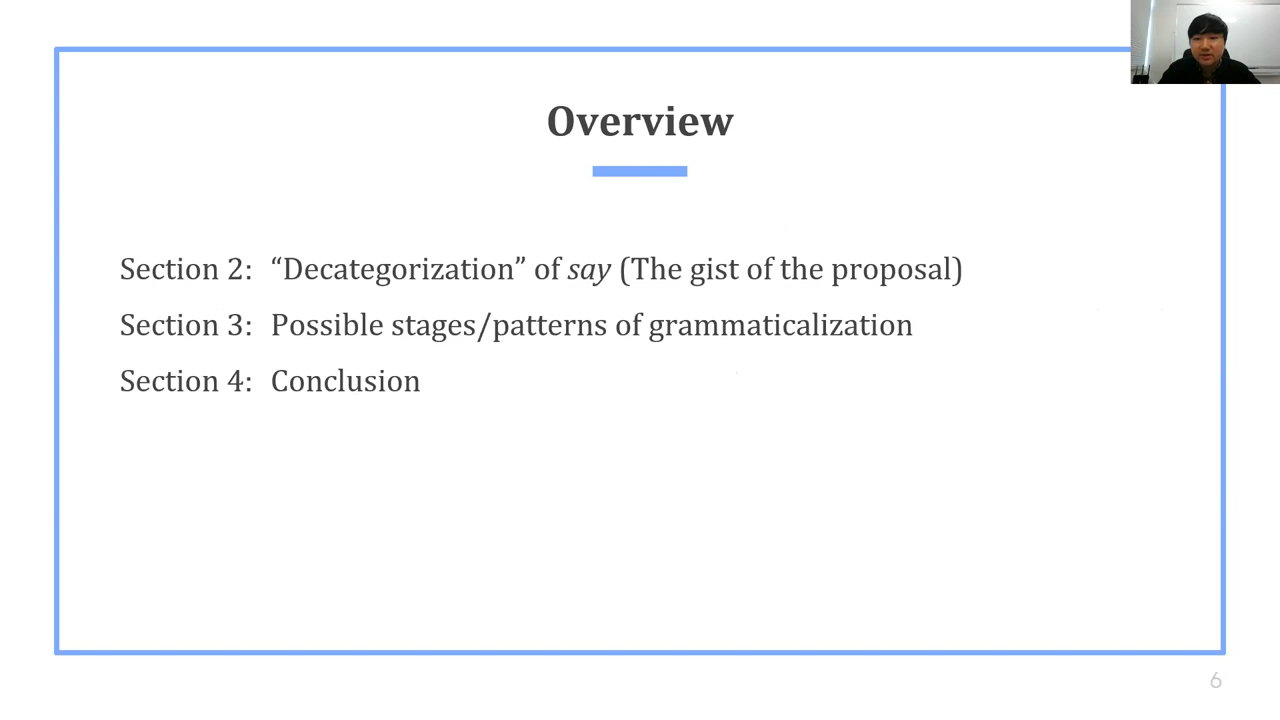 Overview
Section 2: “Decategorization” of say (The gist of the proposal)
Section 3: Possible stages/patterns of grammaticalization
Section 4: Conclusion
6